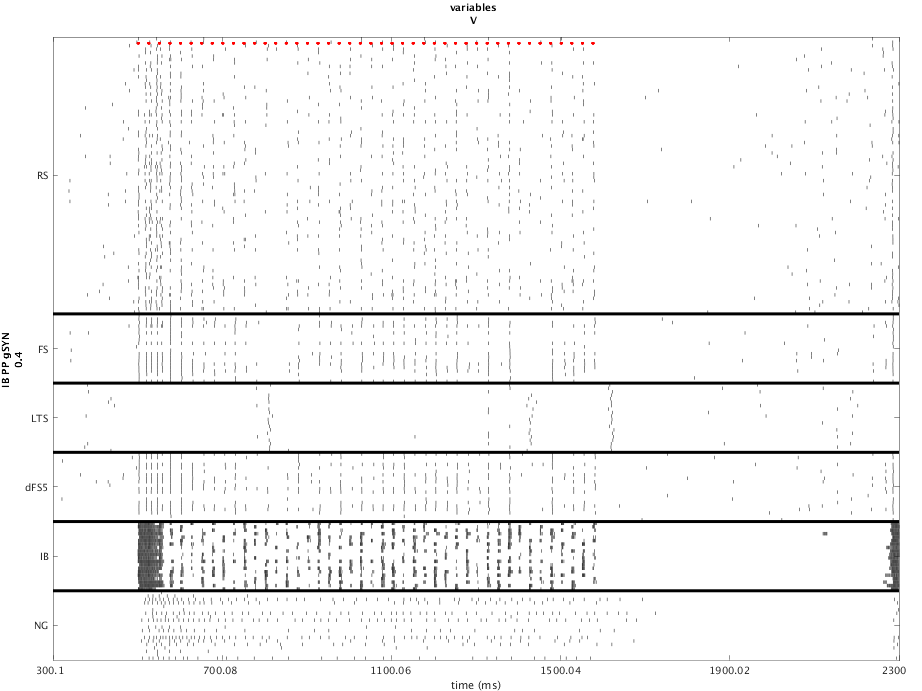 variables
V
RS
FS
LTS
dFS5
IB
NG
IB PP gSYN
0.4
300.1 700.08 1100.06 1500.04 1900.02 2300
time (ms)